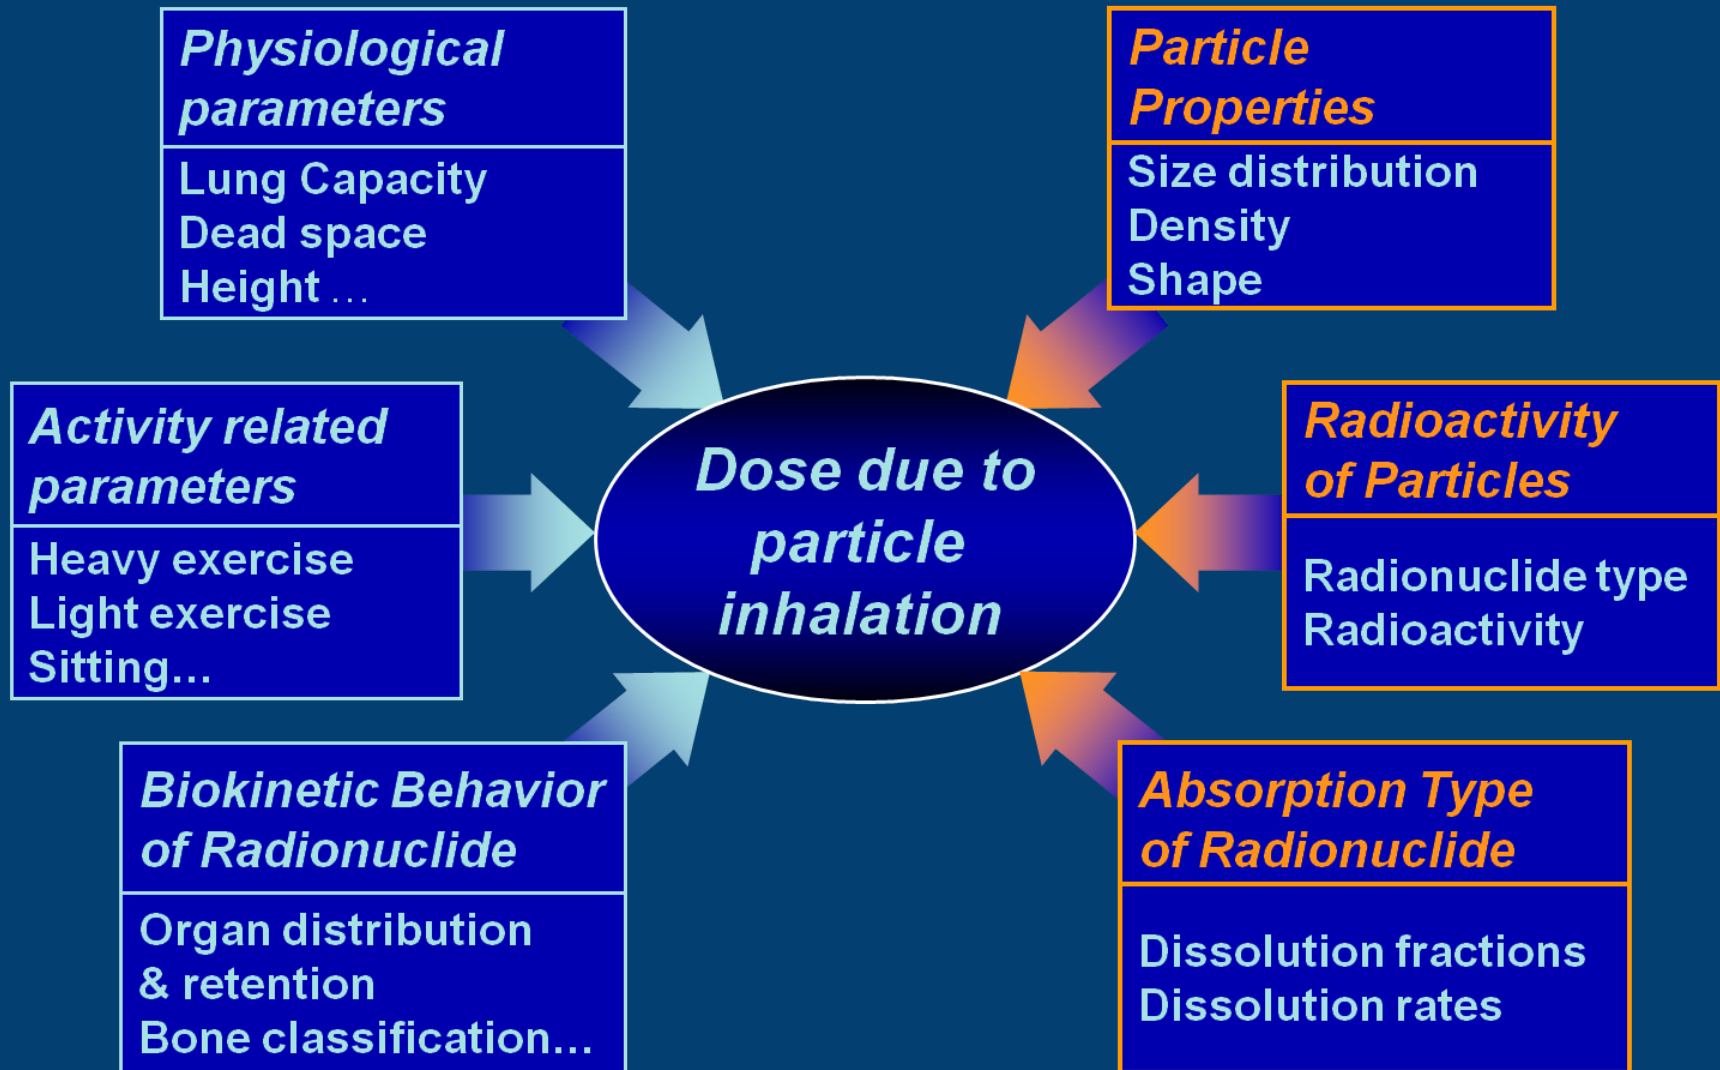 Physiological
parameters
Lung Capacity
Dead space
Height ...
Particle
Properties
Size distribution
Density
Shape
Activity related
parameters
Heavy exercise
Light exercise
Sitting...
Dose due to
particle
inhalation
Radioactivity
of Particles
Radionuclide type
Radioactivity
Biokinetic Behavior
of Radionuclide
Organ distribution
& retention
Bone classification...
Absorption Type
of Radionuclide
Dissolution fractions
Dissolution rates